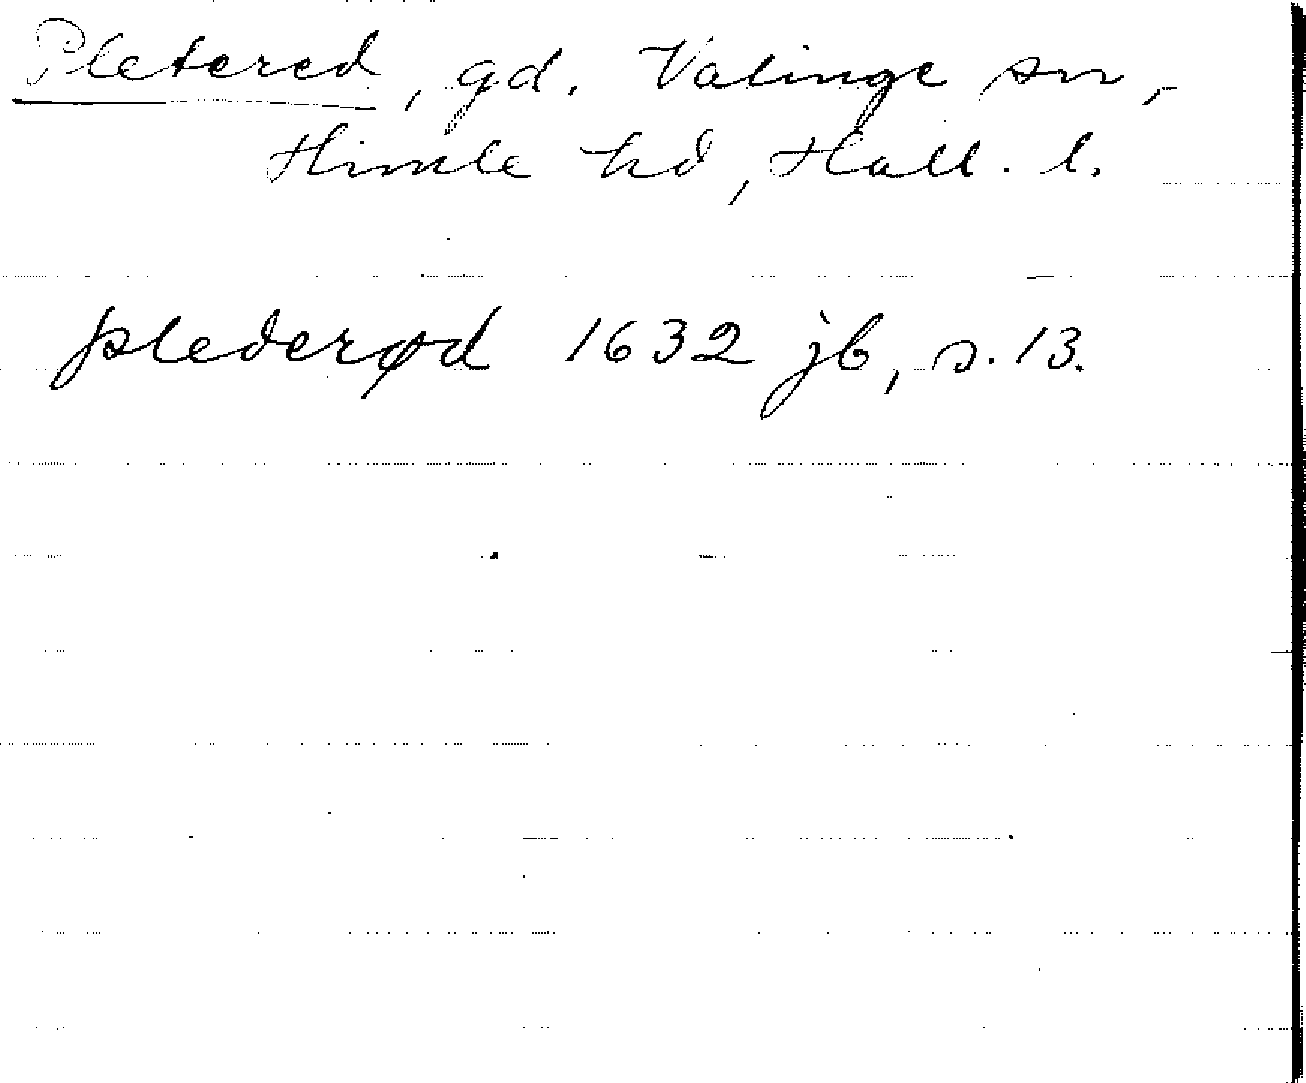 Pletered, gd. Valinge sn,
Himle hd, Hall. l.
plederød 1632 jb, s. 13.